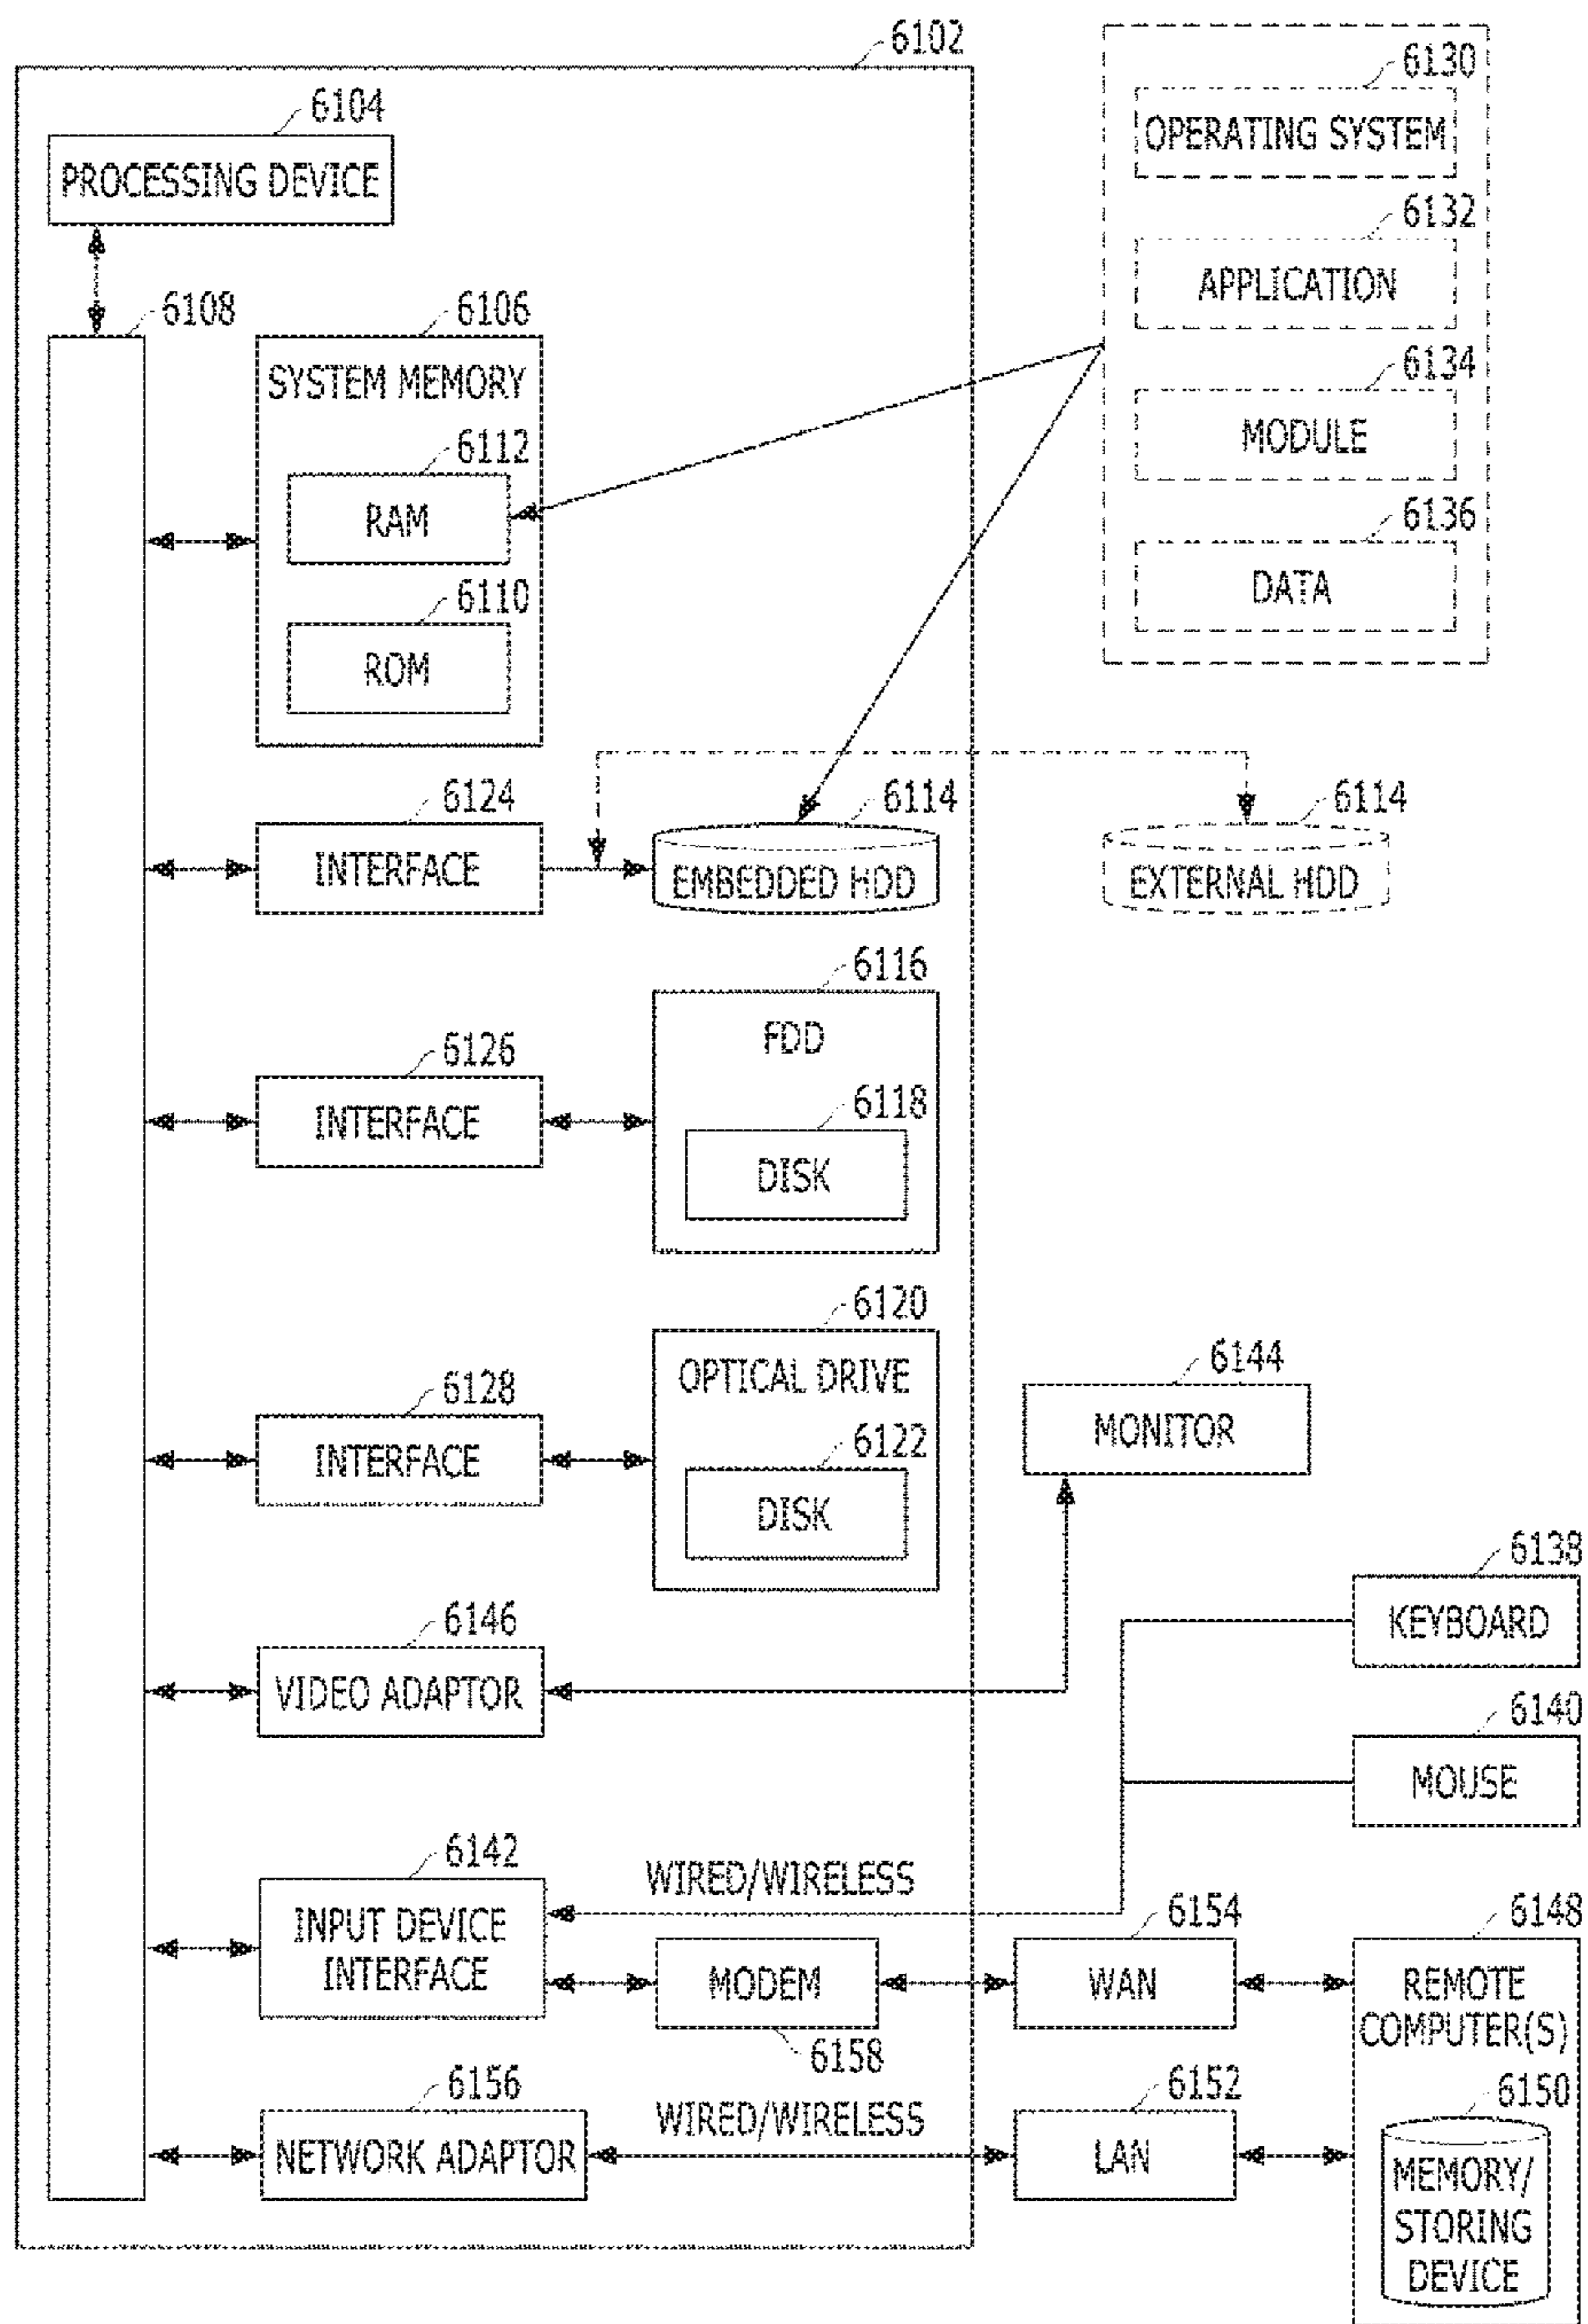 6102
6104
PROCESSING DEVICE
6108
6106
SYSTEM MEMORY
6112
RAM
6110
ROM
6130
OPERATING SYSTEM
6132
APPLICATION
6134
MODULE
6136
DATA
6124
INTERFACE
6114
EMBEDDED HDD
6114
EXTERNAL HDD
6116
FDD
6126
INTERFACE
6118
DISK
6120
OPTICAL DRIVE
6128
INTERFACE
6122
DISK
6144
MONITOR
6138
KEYBOARD
6146
VIDEO ADAPTOR
6140
MOUSE
6142
INPUT DEVICE
INTERFACE
WIRED/WIRELESS
MODEM
6158
6154
WAN
6148
REMOTE
COMPUTER(S)
6156
NETWORK ADAPTOR
WIRED/WIRELESS
6152
LAN
6150
MEMORY/
STORING
DEVICE